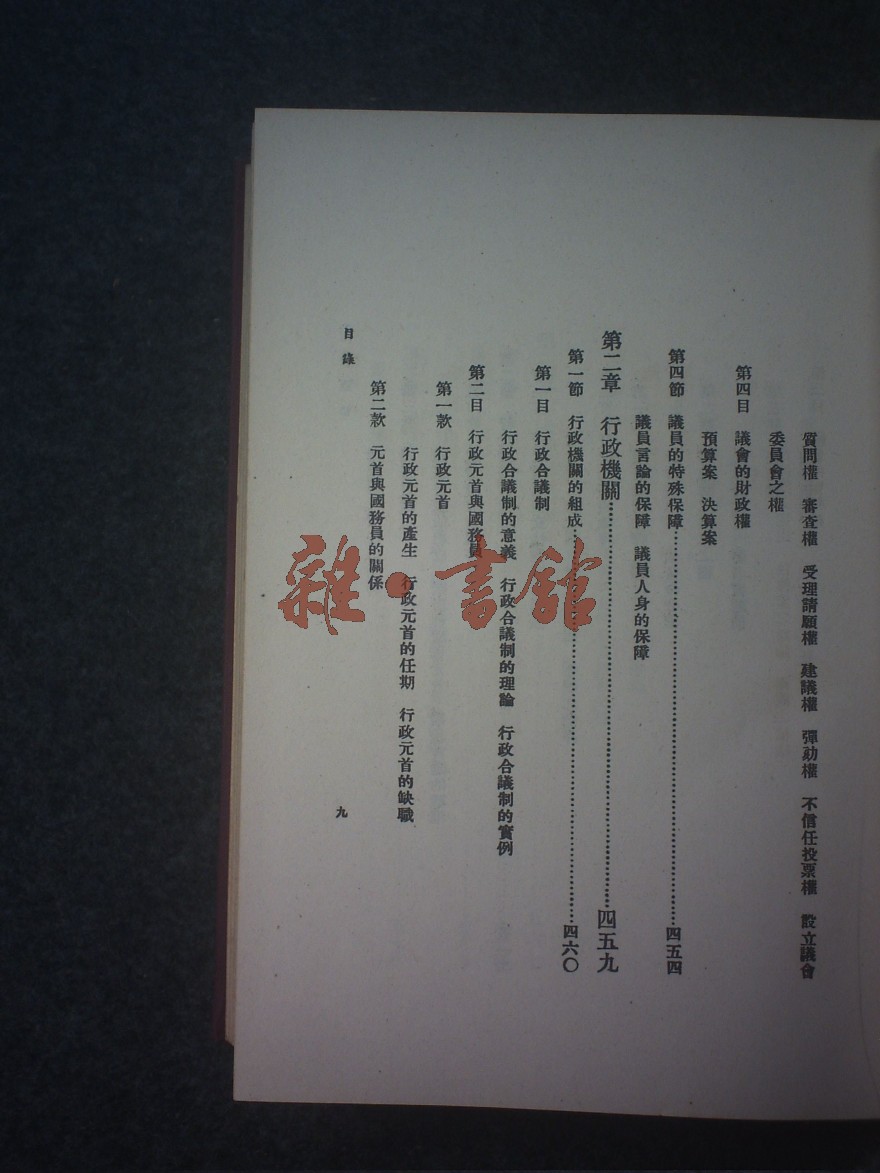 質問權　審査權　受理請願權　建議權　彈劾權　不信任投票權　設立議會
委員會之權
第四目　議會的財政權
預算案　決算案
第四節　議員的特殊保障……四五四
議員言論的保障　議員人身的保障
第二章　行政機關……四五九
第一節　行政機關的組成……四六〇
第一目　行政合議制
行政合議制的意義　行政合議制的理論　行政合議制的實例
第二目　行政元首與國務員
第一款　行政元首
行政元首的產生　行政元首的任期　行政元首的缺職
第二款　元首與國務員的關係
目錄
九
雜·書館